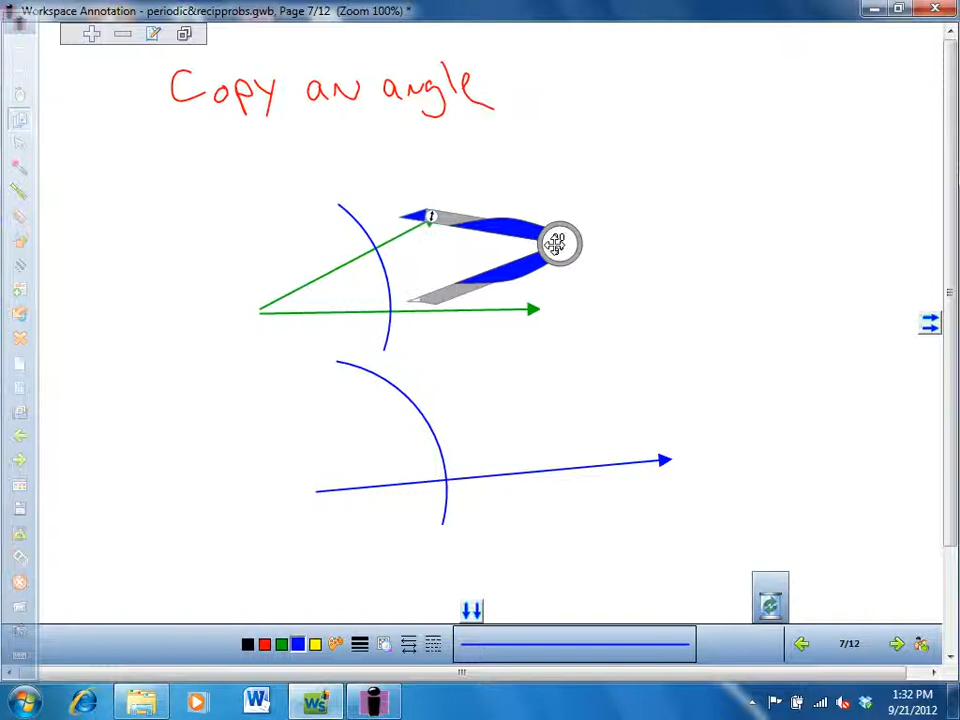 Workspace Annotation - periodic&recipprobs.gwb, Page 7/12 (Zoom 100%) *
Copy an angle
7/12
1:32 PM
9/21/2012